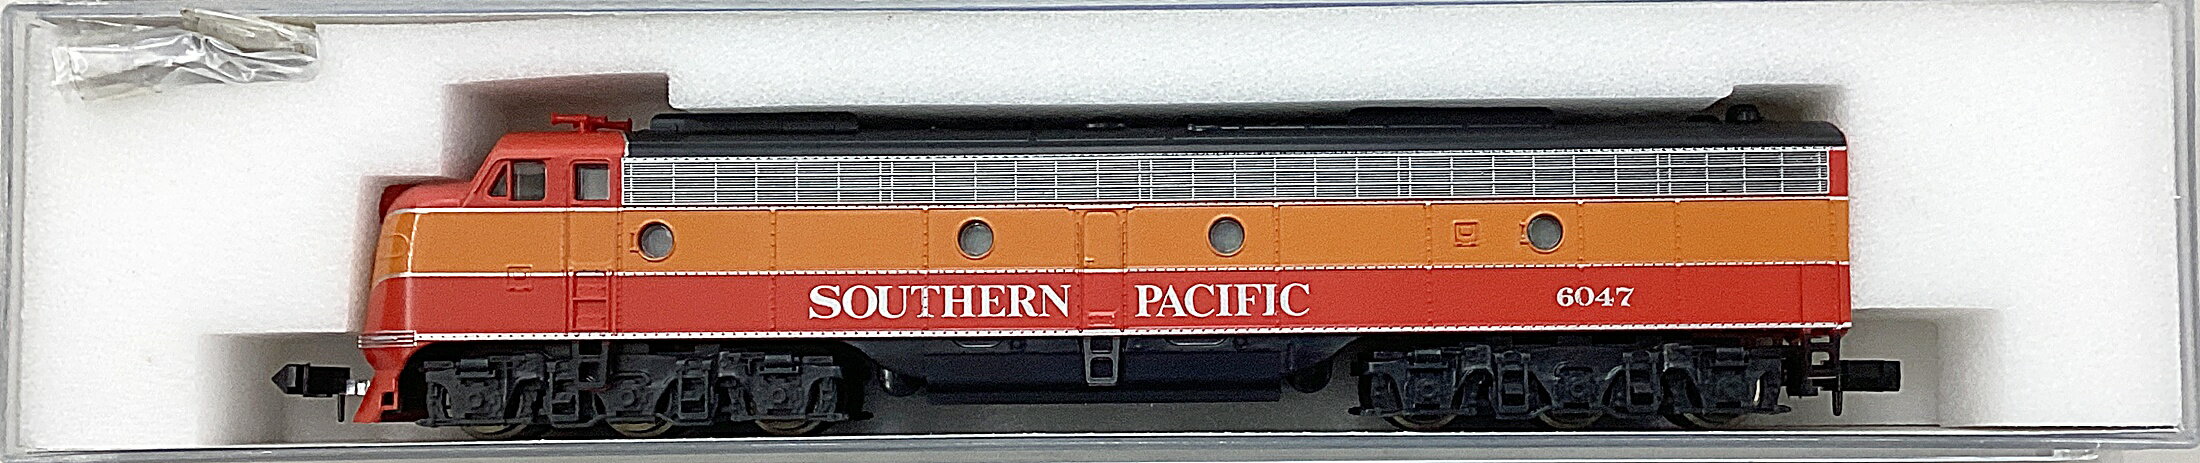 SOUTHERN PACIFIC 6047